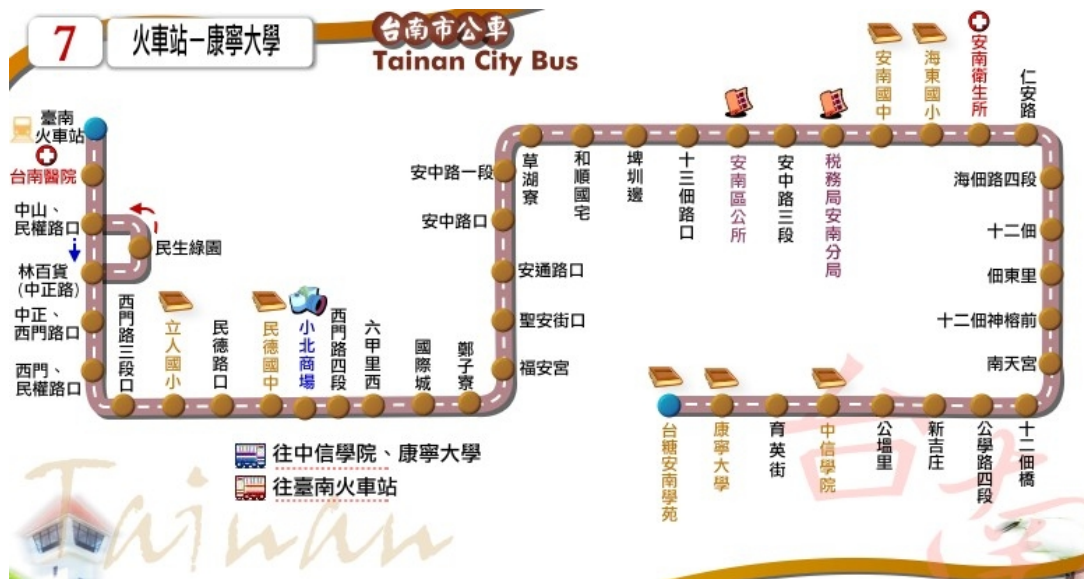 7
火車站－康寧大學
台南市公車
Tainan City Bus
臺南
火車站
台南醫院
中山、
民權路口
民生綠園
林百貨
(中正路)
中正、
西門路口
西門、
民權路口
西門路三段口
立人國小
民德路口
民德國中
小北商場
西門路四段
六甲里西
國際城
鄭子寮
福安宮
聖安街口
安通路口
安中路口
安中路一段
草湖寮
和順國宅
埤圳邊
十三佃路口
安南區公所
安中路三段
稅務局安南分局
安南國中
海東國小
安南衛生所
仁安路
海佃路四段
十二佃
佃東里
十二佃神榕前
南天宮
十二佃橋
公學路四段
新吉庄
公塭里
中信學院
育英街
康寧大學
台糖安南學苑
往中信學院、康寧大學
往臺南火車站
Tainan